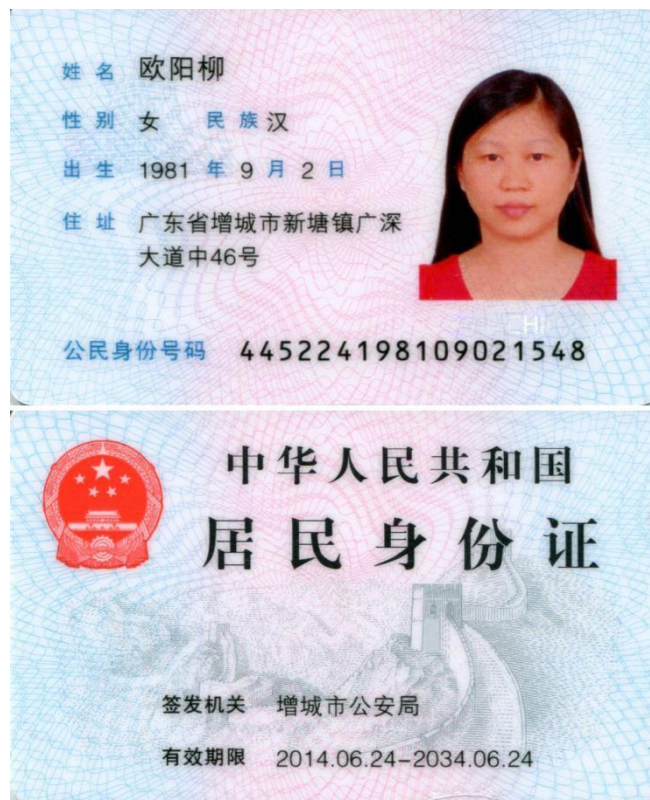 姓名 欧阳柳
性别 女 民族 汉
出生 1981 年 9 月 2 日
住址 广东省增城市新塘镇广深
大道中46号
公民身份号码 445224198109021548
中华人民共和国
居民身份证
签发机关 增城市公安局
有效期限 2014.06.24-2034.06.24